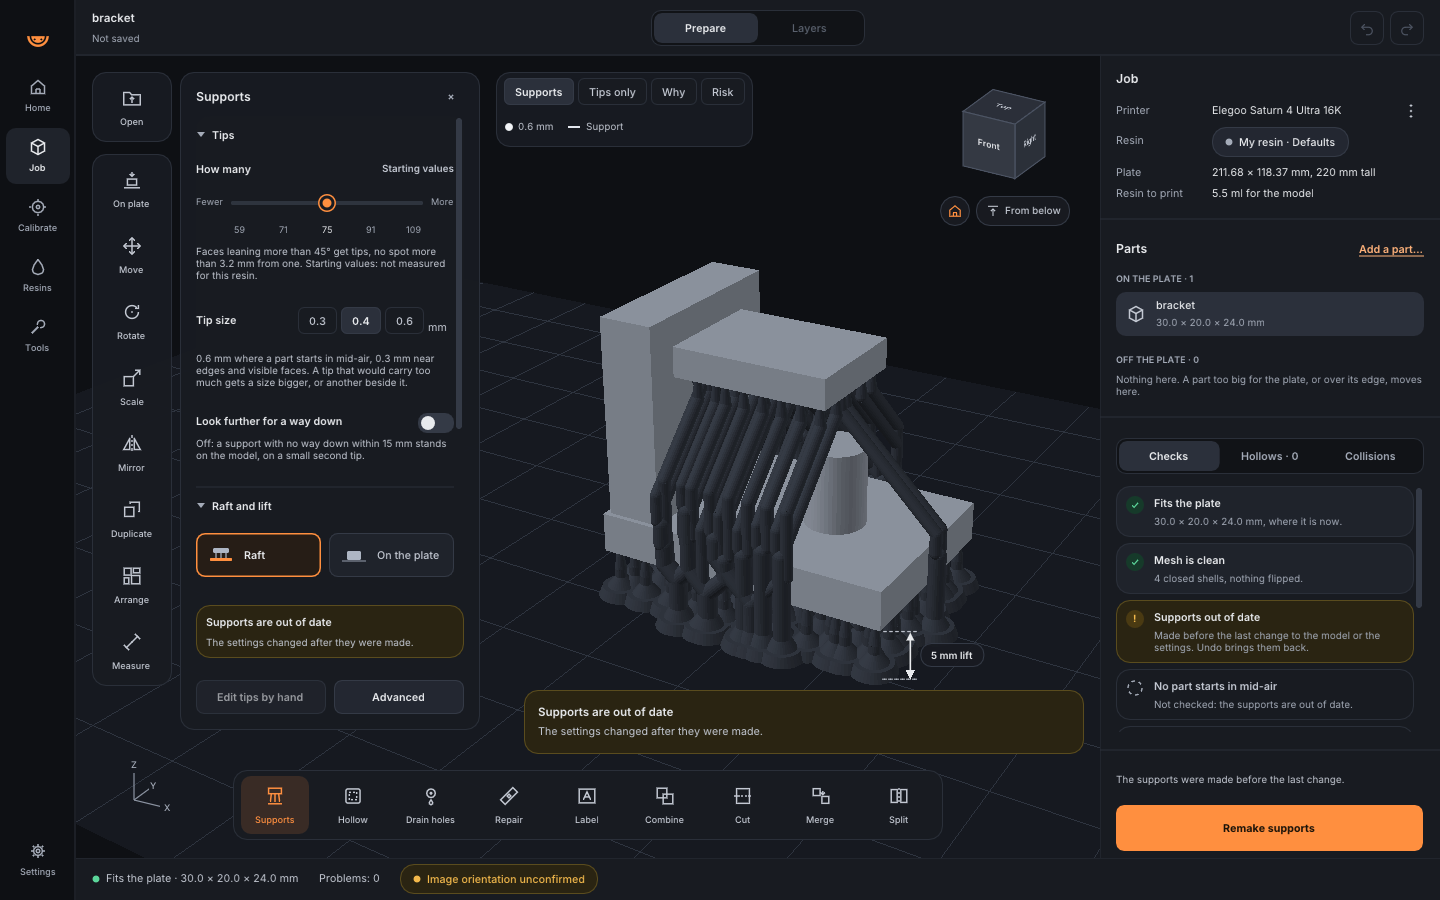 bracket
Not saved
Prepare
Layers
Home
Job
Calibrate
Resins
Tools
Settings
Open
On plate
Move
Rotate
Scale
Mirror
Duplicate
Arrange
Measure
Supports
×
Tips
How many
Starting values
Fewer
More
59 71 75 91 109
Faces leaning more than 45° get tips, no spot more
than 3.2 mm from one. Starting values: not measured
for this resin.
Tip size
0.3
0.4
0.6
mm
0.6 mm where a part starts in mid-air, 0.3 mm near
edges and visible faces. A tip that would carry too
much gets a size bigger, or another beside it.
Look further for a way down
Off: a support with no way down within 15 mm stands
on the model, on a small second tip.
Raft and lift
Raft
On the plate
Supports are out of date
The settings changed after they were made.
Edit tips by hand
Advanced
Supports
Tips only
Why
Risk
0.6 mm
Support
Top
Front
Right
From below
5 mm lift
Supports are out of date
The settings changed after they were made.
Z
Y
X
Supports
Hollow
Drain holes
Repair
Label
Combine
Cut
Merge
Split
Job
Printer
Elegoo Saturn 4 Ultra 16K
Resin
My resin · Defaults
Plate
211.68 × 118.37 mm, 220 mm tall
Resin to print
5.5 ml for the model
Parts
Add a part...
ON THE PLATE · 1
bracket
30.0 × 20.0 × 24.0 mm
OFF THE PLATE · 0
Nothing here. A part too big for the plate, or over its edge, moves
here.
Checks
Hollows · 0
Collisions
Fits the plate
30.0 × 20.0 × 24.0 mm, where it is now.
Mesh is clean
4 closed shells, nothing flipped.
Supports out of date
Made before the last change to the model or the
settings. Undo brings them back.
No part starts in mid-air
Not checked: the supports are out of date.
The supports were made before the last change.
Remake supports
Fits the plate · 30.0 × 20.0 × 24.0 mm
Problems: 0
Image orientation unconfirmed